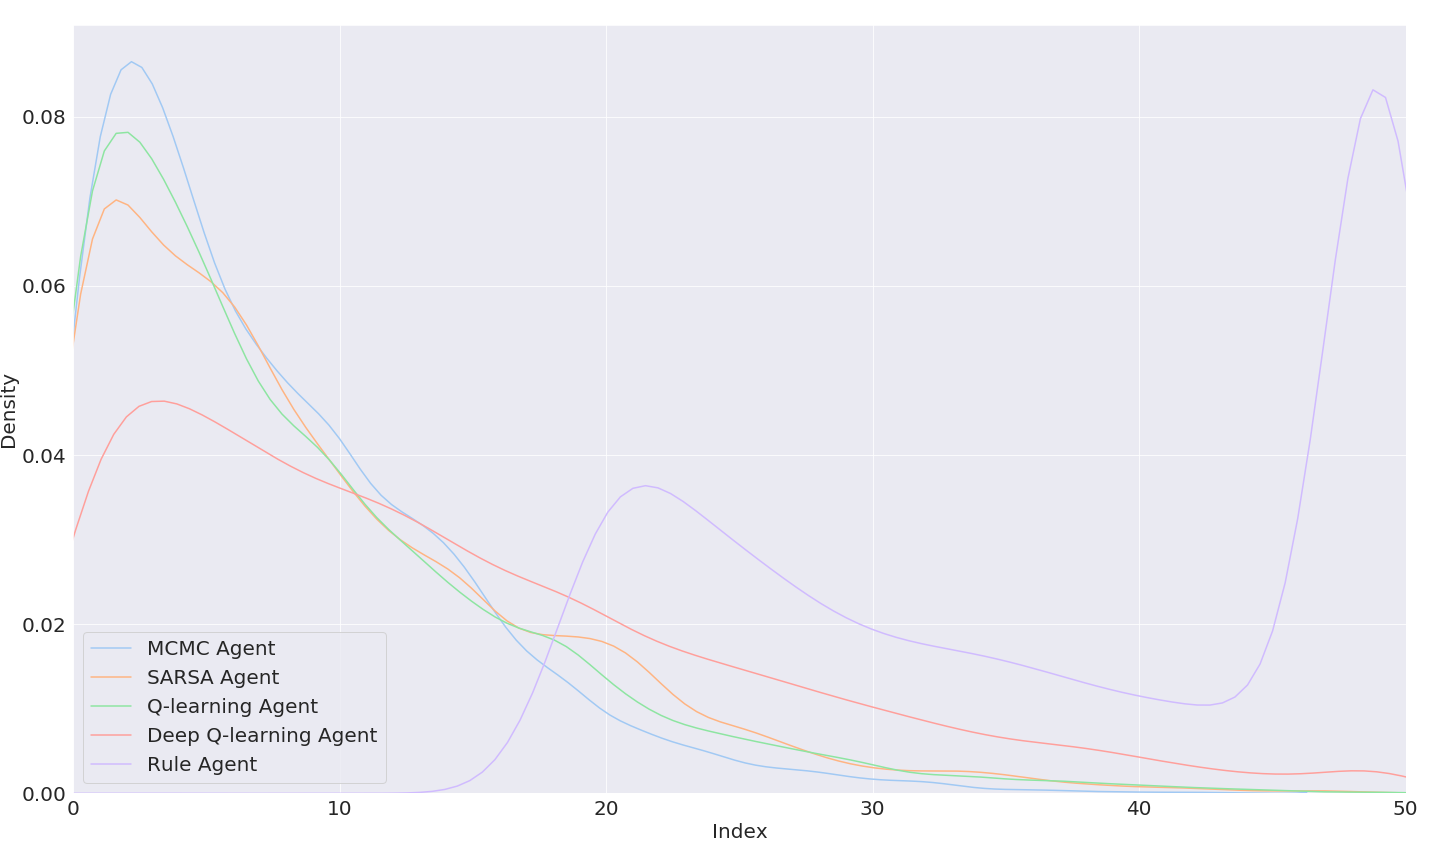 0.08
0.06
0.04
0.02
0.00
Density
MCMC Agent
SARSA Agent
Q-learning Agent
Deep Q-learning Agent
Rule Agent
0 10 20 30 40 50
Index